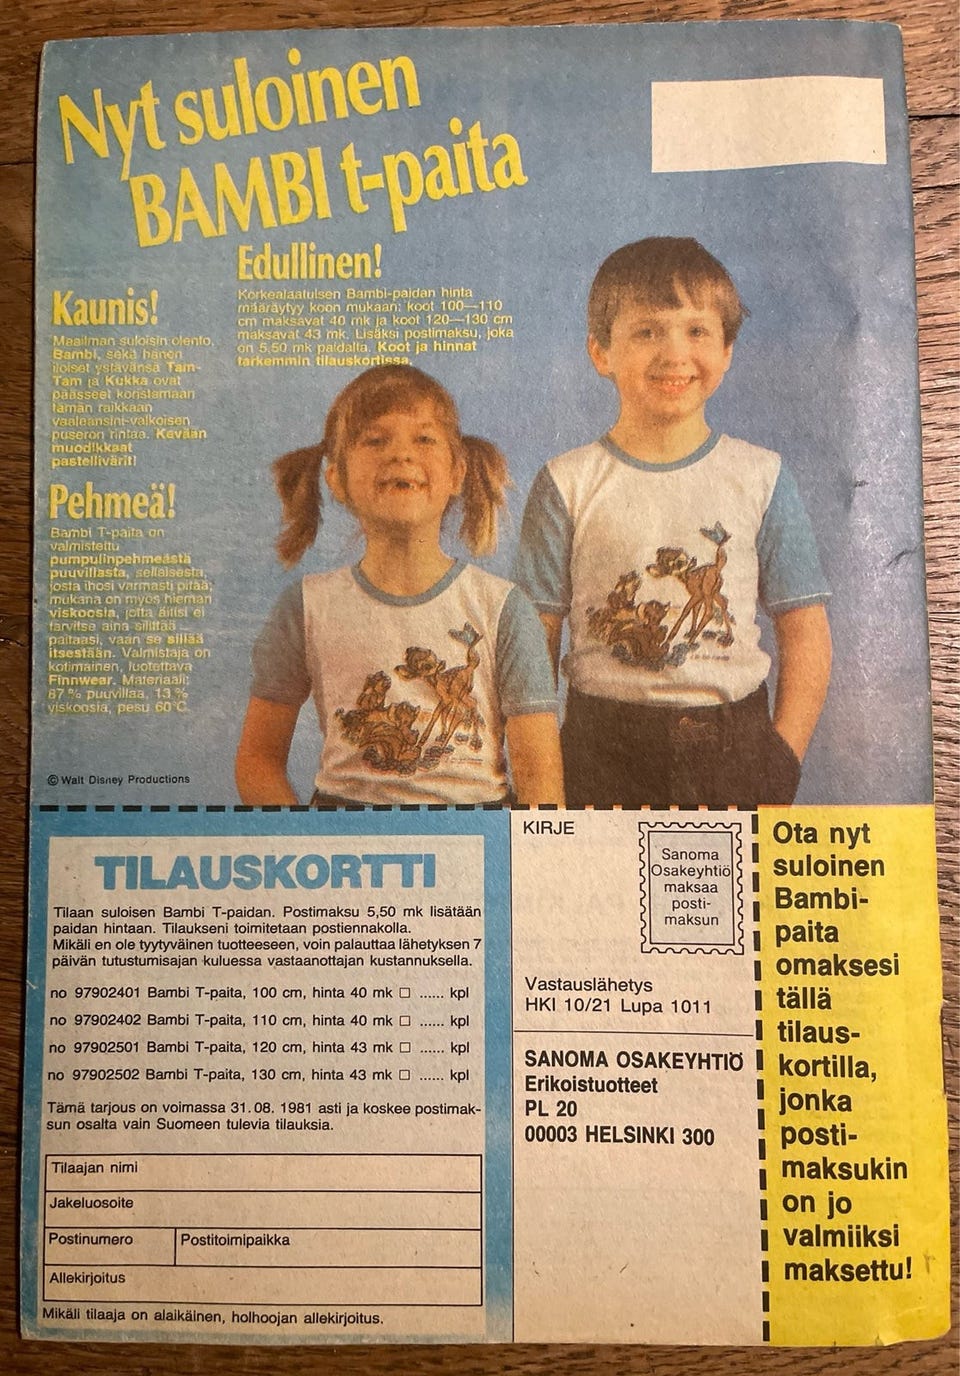 Nyt suloinen
BAMBI t-paita
Edullinen!
Korkealaatuisen Bambi-paidan hinta
määräytyy koon mukaan: koot 100—110
cm maksavat 40 mk ja koot 120—130 cm
maksavat 43 mk. Lisäksi postimaksu, joka
on 5,50 mk paidalta. Koot ja hinnat
tarkemmin tilauskortissa.
Kaunis!
Maailman suloisin olento,
Bambi, sekä hänen
iloiset ystävänsä Tam-
Tam ja Kukka ovat
päässeet koristamaan
tämän raikkaan
vaaleansini-valkoisen
puseron rintaa. Kevään
muodikkaat
pastellivärit!
Pehmeä!
Bambi T-paita on
valmistettu
pumpulinpehmeästä
puuvillasta, sellaisesta,
josta ihosi varmasti pitää;
mukana on myös hieman
viskoosia, jotta äitisi ei
tarvitse aina silittää
paitaasi, vaan se siliää
itsestään. Valmistaja on
kotimainen, luotettava
Finnwear. Materiaali:
87 % puuvillaa, 13 %
viskoosia, pesu 60°C.
© Walt Disney Productions
TILAUSKORTTI
Tilaan suloisen Bambi T-paidan. Postimaksu 5,50 mk lisätään
paidan hintaan. Tilaukseni toimitetaan postiennakolla.
Mikäli en ole tyytyväinen tuotteeseen, voin palauttaa lähetyksen 7
päivän tutustumisajan kuluessa vastaanottajan kustannuksella.
no 97902401 Bambi T-paita, 100 cm, hinta 40 mk □ ...... kpl
no 97902402 Bambi T-paita, 110 cm, hinta 40 mk □ ...... kpl
no 97902501 Bambi T-paita, 120 cm, hinta 43 mk □ ...... kpl
no 97902502 Bambi T-paita, 130 cm, hinta 43 mk □ ...... kpl
Tämä tarjous on voimassa 31.08. 1981 asti ja koskee postimak-
sun osalta vain Suomeen tulevia tilauksia.
Tilaajan nimi
Jakeluosoite
Postinumero
Postitoimipaikka
Allekirjoitus
Mikäli tilaaja on alaikäinen, holhoojan allekirjoitus.
KIRJE
Sanoma
Osakeyhtiö
maksaa
posti-
maksun
Vastauslähetys
HKI 10/21 Lupa 1011
SANOMA OSAKEYHTIÖ
Erikoistuotteet
PL 20
00003 HELSINKI 300
Ota nyt
suloinen
Bambi-
paita
omaksesi
tällä
tilaus-
kortilla,
jonka
posti-
maksukin
on jo
valmiiksi
maksettu!